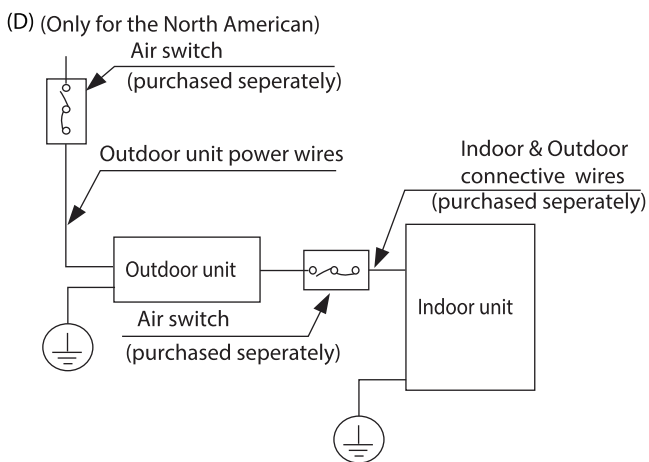 (D) (Only for the North American)
Air switch
(purchased seperately)
Outdoor unit power wires
Indoor & Outdoor
connective wires
(purchased seperately)
Outdoor unit
Indoor unit
Air switch
(purchased seperately)